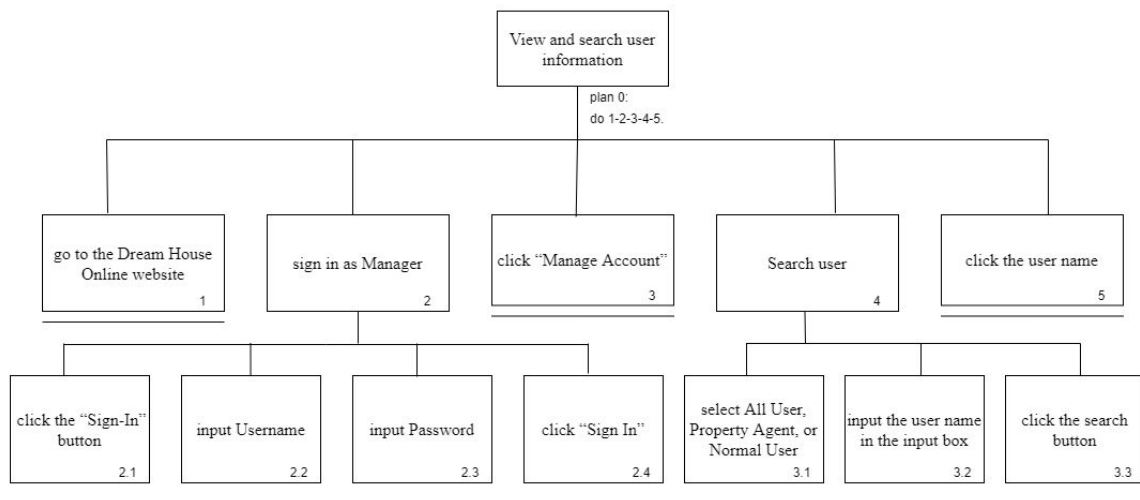 View and search user
information
plan 0:
do 1-2-3-4-5.
go to the Dream House
Online website
1
sign in as Manager
2
click “Manage Account”
3
Search user
4
click the user name
5
click the “Sign-In”
button
2.1
input Username
2.2
input Password
2.3
click “Sign In”
2.4
select All User,
Property Agent, or
Normal User
3.1
input the user name
in the input box
3.2
click the search
button
3.3